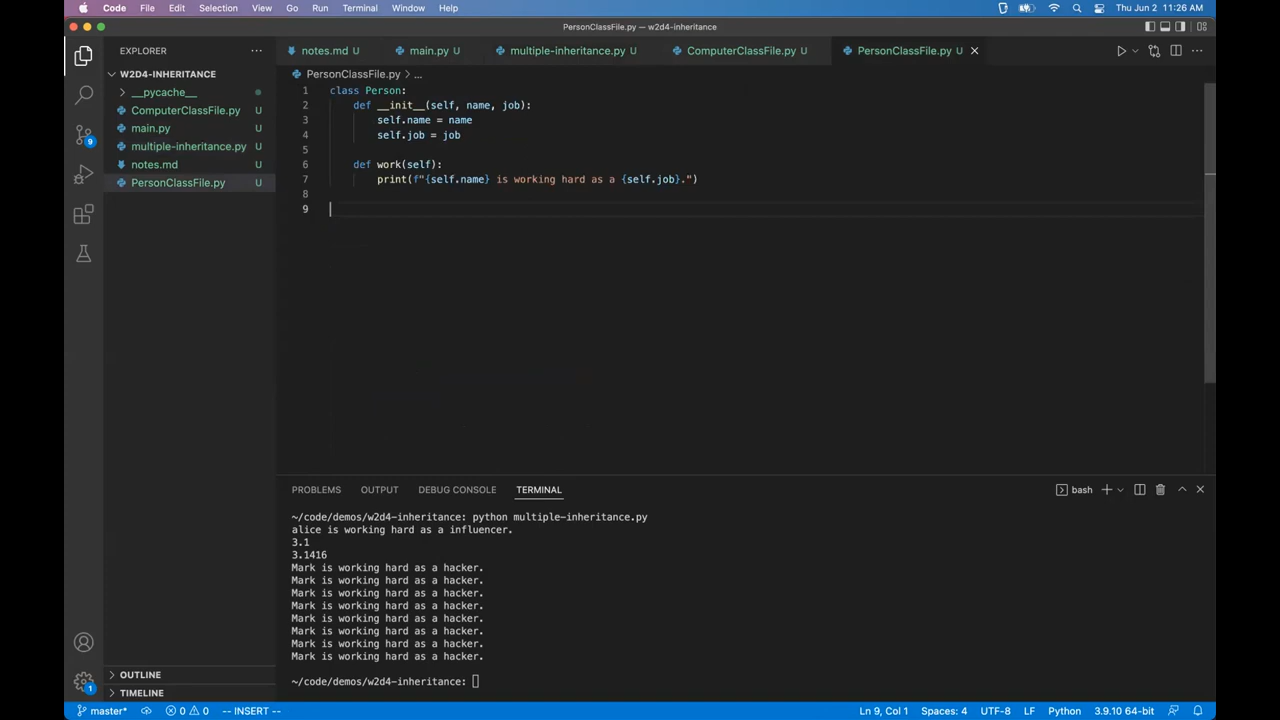 Code File Edit Selection View Go Run Terminal Window Help Thu Jun 2 11:26 AM
PersonClassFile.py — w2d4-inheritance
EXPLORER ··· notes.md U main.py U multiple-inheritance.py U ComputerClassFile.py U PersonClassFile.py U
W2D4-INHERITANCE
PersonClassFile.py > ...
__pycache__
ComputerClassFile.py U
main.py U
multiple-inheritance.py U
notes.md U
PersonClassFile.py U
1 class Person:
2 def __init__(self, name, job):
3 self.name = name
4 self.job = job
5
6 def work(self):
7 print(f"{self.name} is working hard as a {self.job}.")
8
9
9
PROBLEMS OUTPUT DEBUG CONSOLE TERMINAL bash
~/code/demos/w2d4-inheritance: python multiple-inheritance.py
alice is working hard as a influencer.
3.1
3.1416
Mark is working hard as a hacker.
Mark is working hard as a hacker.
Mark is working hard as a hacker.
Mark is working hard as a hacker.
Mark is working hard as a hacker.
Mark is working hard as a hacker.
Mark is working hard as a hacker.
Mark is working hard as a hacker.
~/code/demos/w2d4-inheritance:
OUTLINE
TIMELINE
1
master* 0 0 -- INSERT -- Ln 9, Col 1 Spaces: 4 UTF-8 LF Python 3.9.10 64-bit